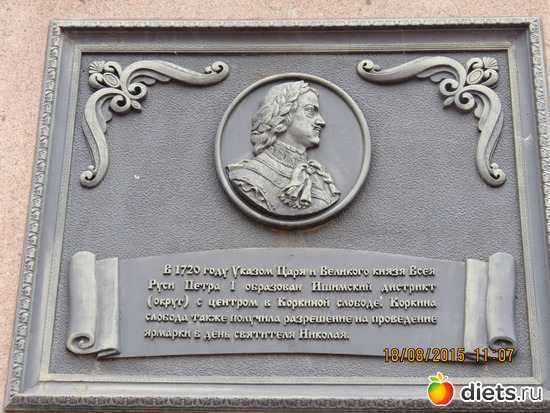 В 1720 году Указом Царя и Великого князя Всея
Руси Петра I образован Ишимский дистрикт
(округ) с центром в Коркиной слободе! Коркина
слобода также получила разрешение на проведение
ярмарки в день святителя Николая.
18/08/2015 11:07
diets.ru